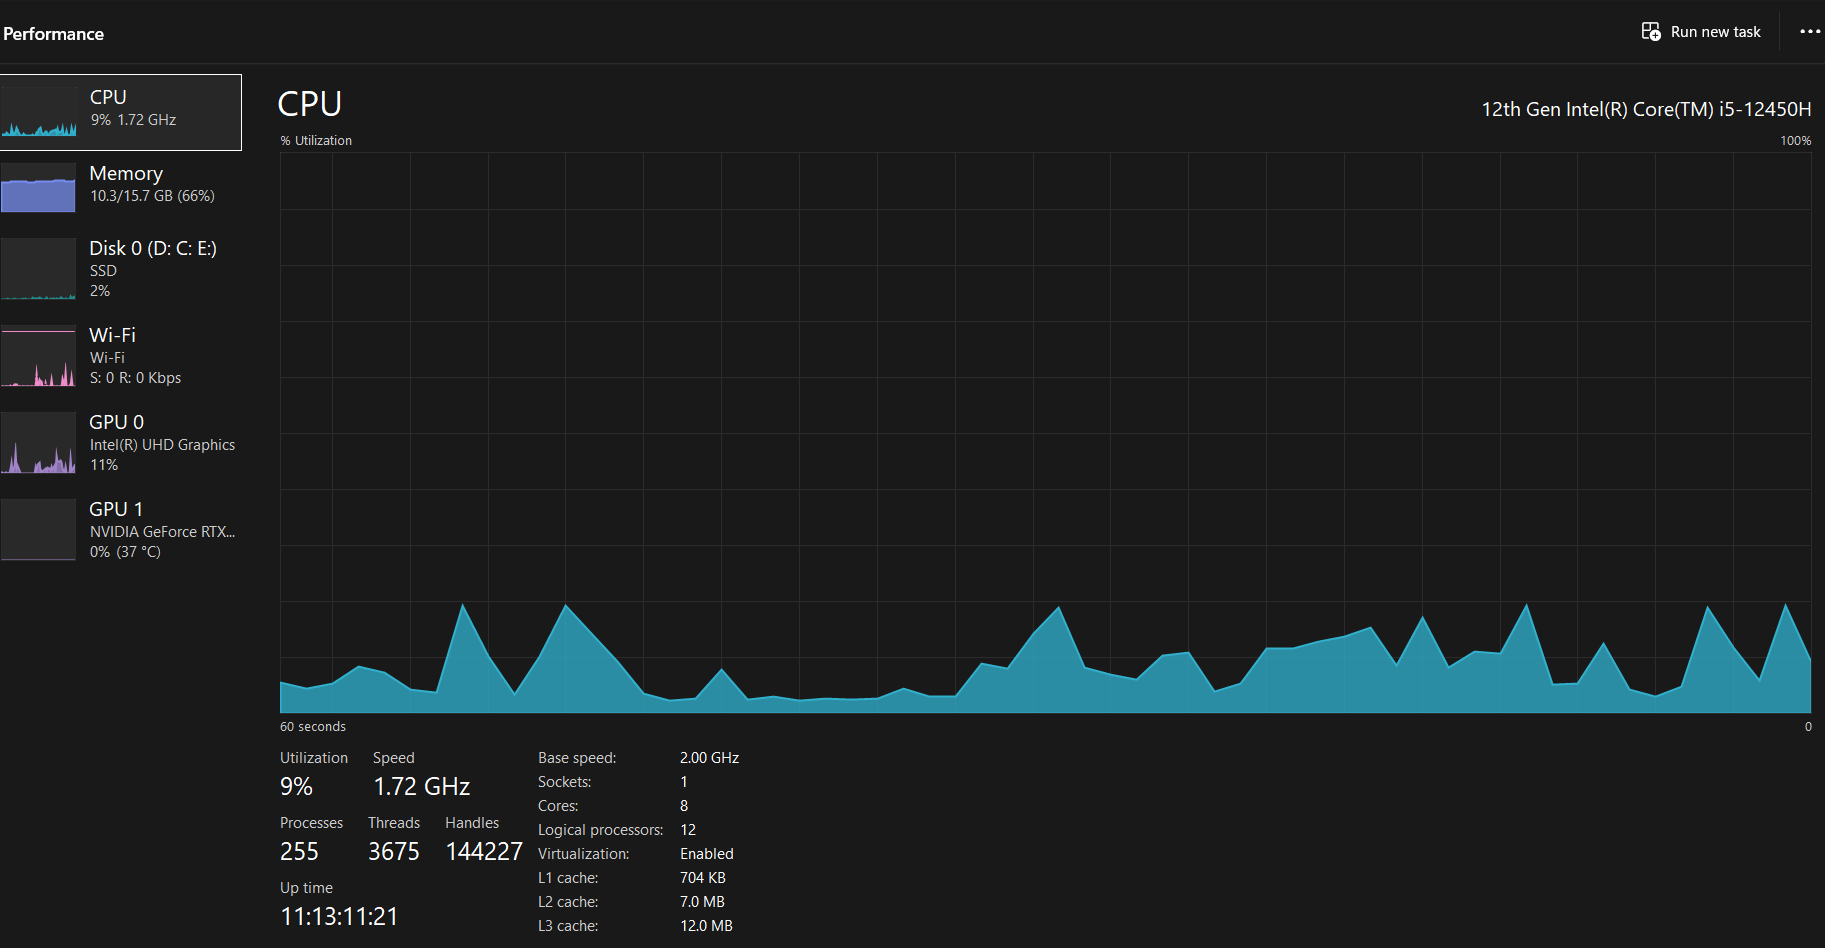 Performance
Run new task
CPU
9% 1.72 GHz
Memory
10.3/15.7 GB (66%)
Disk 0 (D: C: E:)
SSD
2%
Wi-Fi
Wi-Fi
S: 0 R: 0 Kbps
GPU 0
Intel(R) UHD Graphics
11%
GPU 1
NVIDIA GeForce RTX...
0% (37 °C)
CPU
12th Gen Intel(R) Core(TM) i5-12450H
% Utilization
100%
60 seconds
0
Utilization Speed
9% 1.72 GHz
Processes Threads Handles
255 3675 144227
Up time
11:13:11:21
Base speed: 2.00 GHz
Sockets: 1
Cores: 8
Logical processors: 12
Virtualization: Enabled
L1 cache: 704 KB
L2 cache: 7.0 MB
L3 cache: 12.0 MB